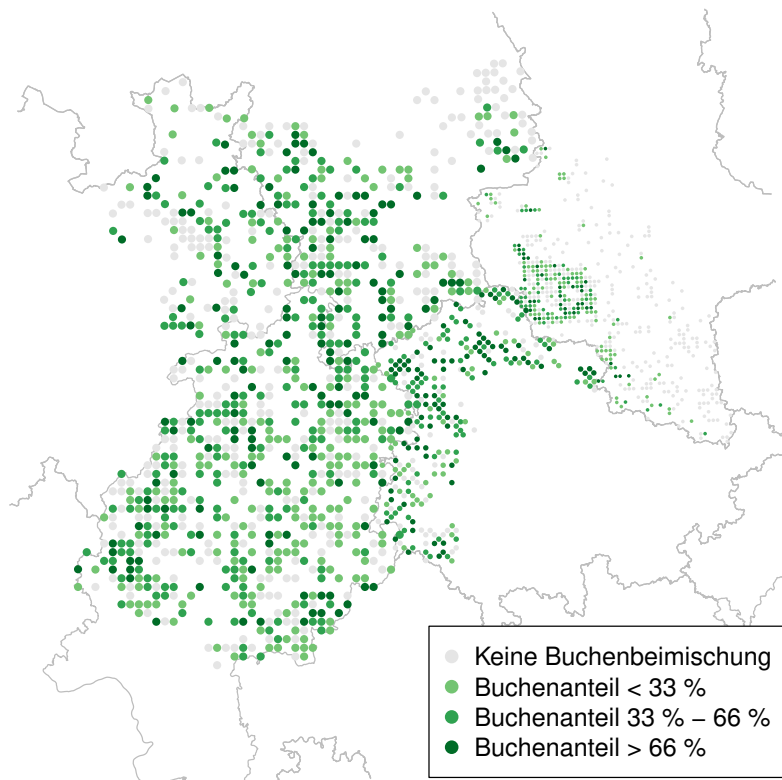 Keine Buchenbeimischung
Buchenanteil < 33 %
Buchenanteil 33 % − 66 %
Buchenanteil > 66 %